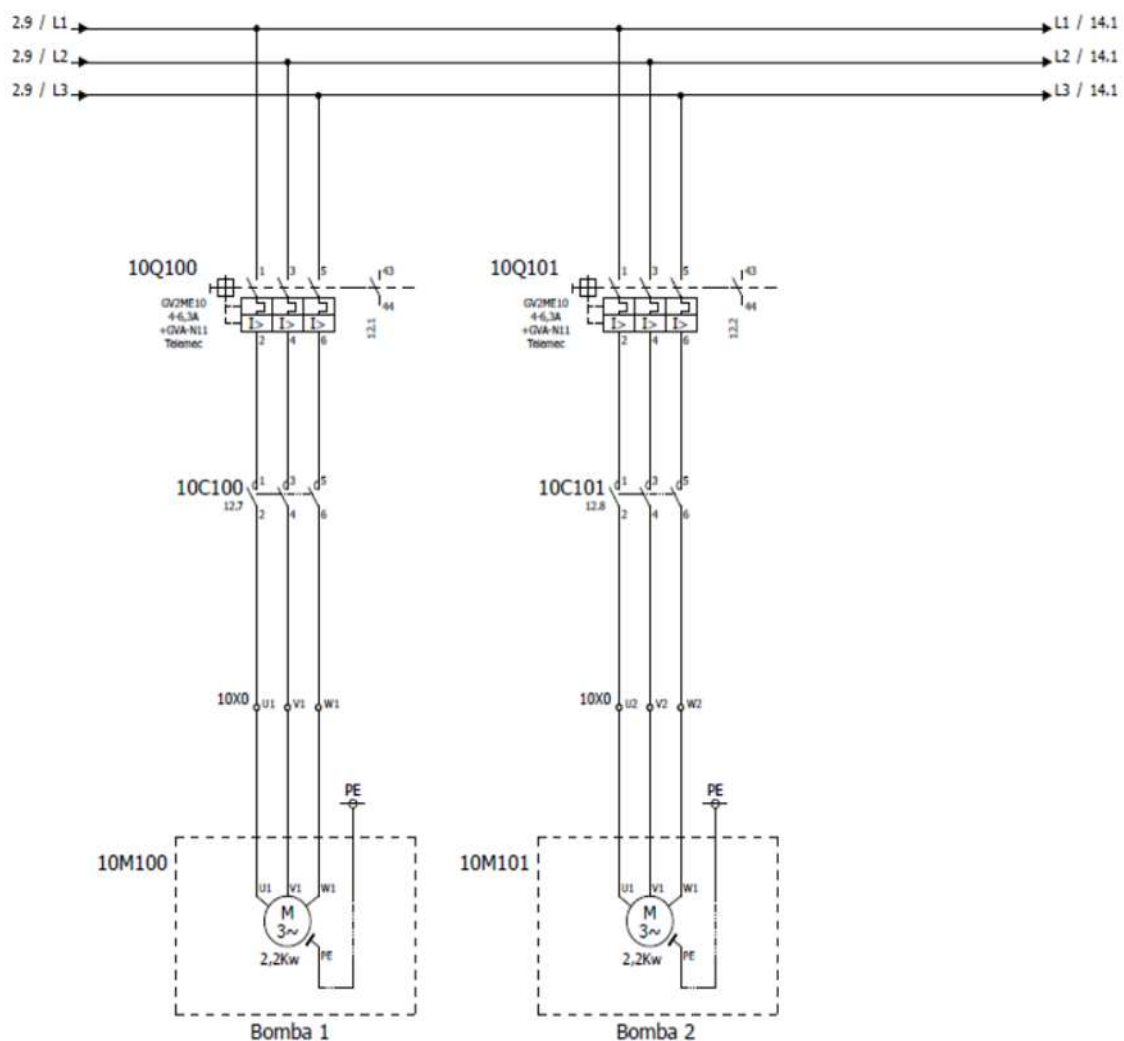 2.9 / L1
L1 / 14.1
2.9 / L2
L2 / 14.1
2.9 / L3
L3 / 14.1
10Q100
1
3
5
43
44
GV2ME10
4-6,3A
+GVA-N11
Telemec
I>
I>
I>
2
4
6
12.1
10Q101
1
3
5
43
44
GV2ME10
4-6,3A
+GVA-N11
Telemec
I>
I>
I>
2
4
6
12.2
10C100
12.7
1
3
5
2
4
6
10C101
12.8
1
3
5
2
4
6
10X0
U1
V1
W1
10X0
U2
V2
W2
PE
PE
10M100
U1
V1
W1
M
3~
2,2Kw
PE
Bomba 1
10M101
U1
V1
W1
M
3~
2,2Kw
PE
Bomba 2